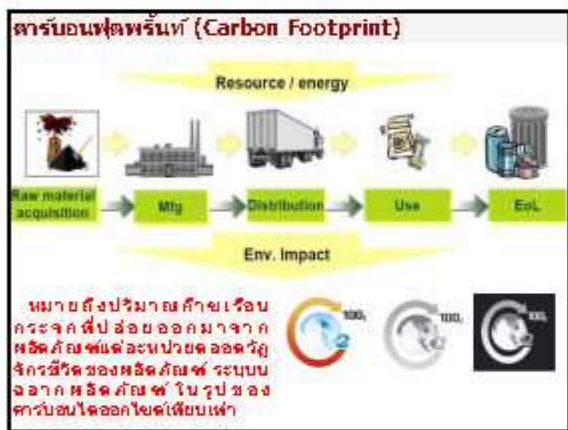 คาร์บอนฟุตพริ้นท์ (Carbon Footprint)
Resource / energy
Raw material
acquisition
Mfg
Distribution
Use
EoL
Env. Impact
หมายถึงปริมาณก๊าซเรือน
กระจกที่ปล่อยออกมาจาก
ผลิตภัณฑ์แต่ละหน่วยตลอดวัฏ
จักรชีวิตของผลิตภัณฑ์ ระบุบน
ฉลากผลิตภัณฑ์ ในรูปของ
คาร์บอนไดออกไซด์เทียบเท่า
100
100
100